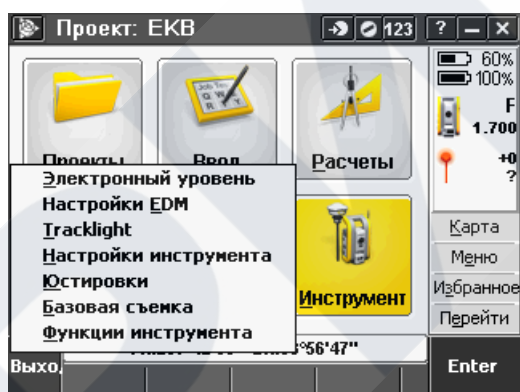 Проект: EKB
123
?
60%
100%
F
1.700
+0
?
Проекты
Ввод
Расчеты
Электронный уровень
Настройки EDM
Tracklight
Настройки инструмента
Юстировки
Базовая съемка
Функции инструмента
Инструмент
Карта
Меню
Избранное
Перейти
°56'47"
Enter